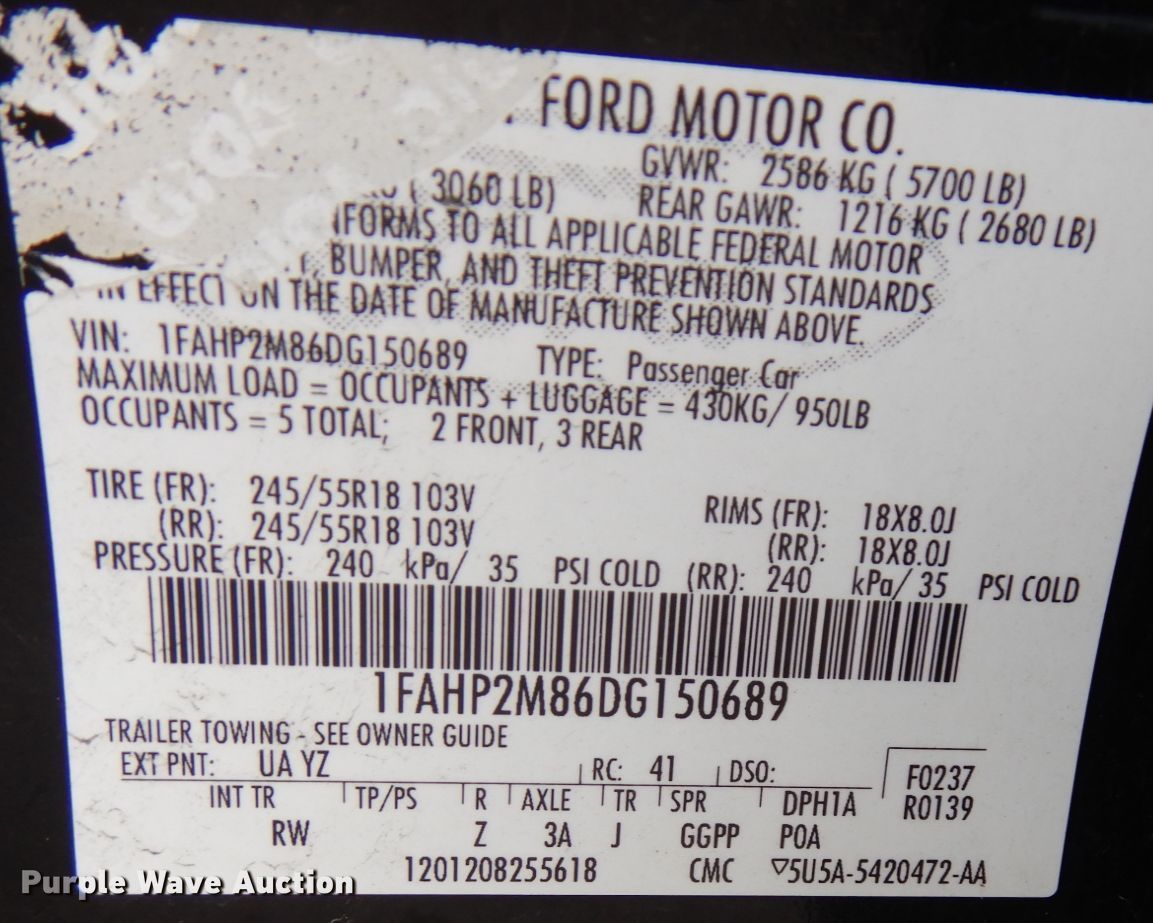 FORD MOTOR CO.
GVWR: 2586 KG ( 5700 LB)
( 3060 LB) REAR GAWR: 1216 KG ( 2680 LB)
TO ALL APPLICABLE FEDERAL MOTOR
BUMPER, AND THEFT PREVENTION STANDARDS
IN EFFECT ON THE DATE OF MANUFACTURE SHOWN ABOVE.
VIN: 1FAHP2M86DG150689 TYPE: Passenger Car
MAXIMUM LOAD = OCCUPANTS + LUGGAGE = 430KG/ 950LB
OCCUPANTS = 5 TOTAL; 2 FRONT, 3 REAR
TIRE (FR): 245/55R18 103V RIMS (FR): 18X8.0J
(RR): 245/55R18 103V (RR): 18X8.0J
PRESSURE (FR): 240 kPa/ 35 PSI COLD (RR): 240 kPa/ 35 PSI COLD
1FAHP2M86DG150689
TRAILER TOWING - SEE OWNER GUIDE
EXT PNT: UA YZ RC: 41 DSO: F0237
INT TR TP/PS R AXLE TR SPR DPH1A R0139
RW Z 3A J GGPP POA
1201208255618 CMC ▽5U5A-5420472-AA
Purple Wave Auction